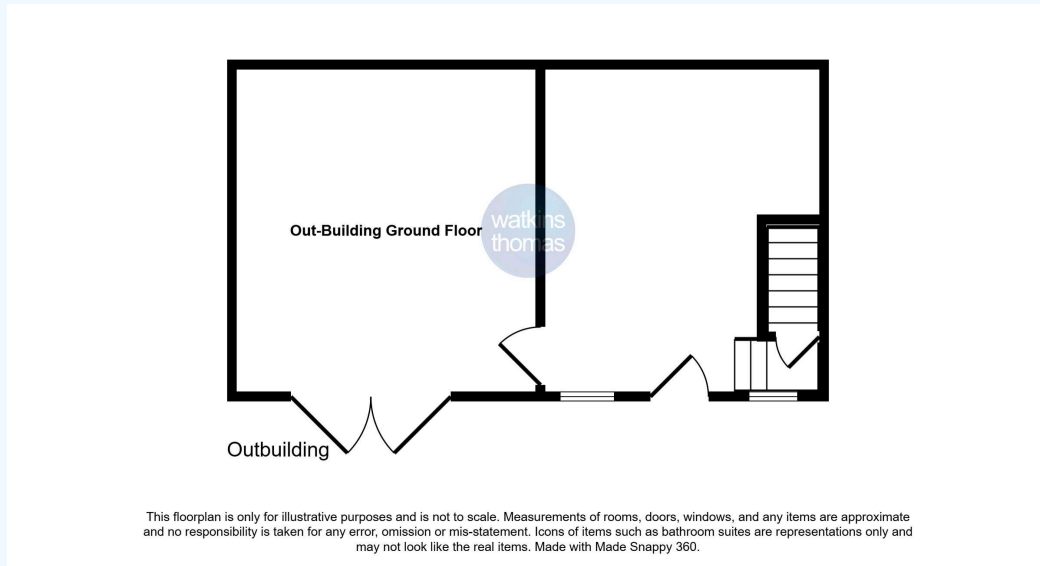 Out-Building Ground Floor
watkins
thomas
Outbuilding
This floorplan is only for illustrative purposes and is not to scale. Measurements of rooms, doors, windows, and any items are approximate
and no responsibility is taken for any error, omission or mis-statement. Icons of items such as bathroom suites are representations only and
may not look like the real items. Made with Made Snappy 360.